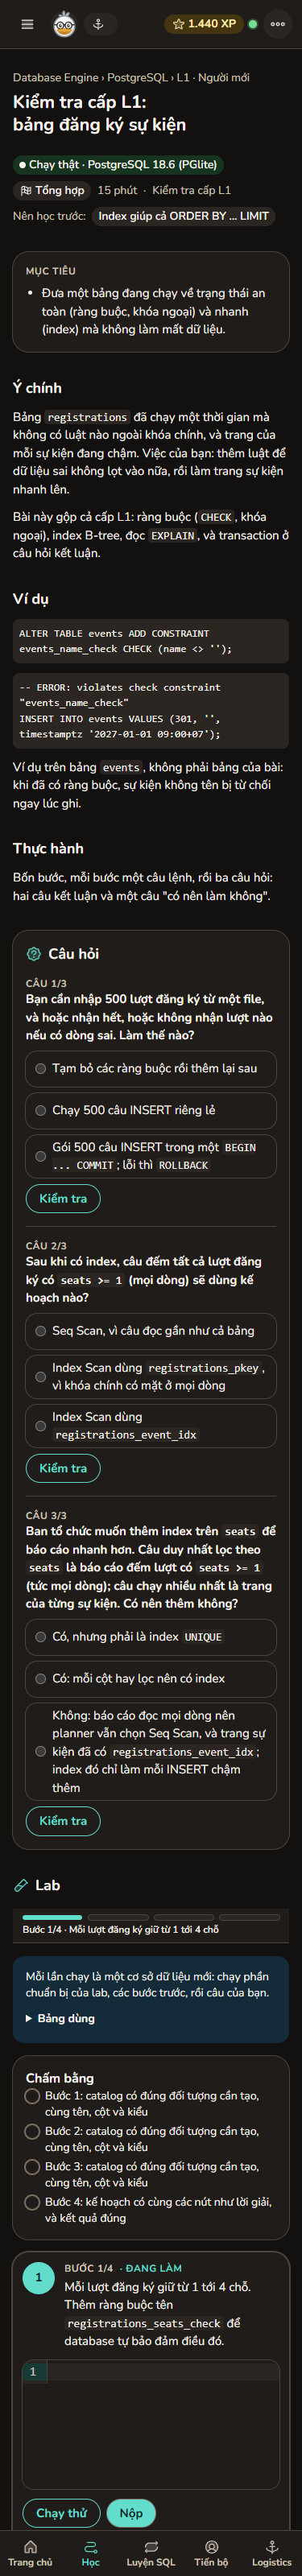 1.440 XP
Database Engine › PostgreSQL › L1 · Người mới
Kiểm tra cấp L1:
bảng đăng ký sự kiện
Chạy thật · PostgreSQL 18.6 (PGlite)
Tổng hợp 15 phút · Kiểm tra cấp L1
Nên học trước: Index giúp cả ORDER BY … LIMIT
MỤC TIÊU
• Đưa một bảng đang chạy về trạng thái an
toàn (ràng buộc, khóa ngoại) và nhanh
(index) mà không làm mất dữ liệu.
Ý chính
Bảng registrations đã chạy một thời gian mà
không có luật nào ngoài khóa chính, và trang của
mỗi sự kiện đang chậm. Việc của bạn: thêm luật để
dữ liệu sai không lọt vào nữa, rồi làm trang sự kiện
nhanh lên.
Bài này gộp cả cấp L1: ràng buộc (CHECK, khóa
ngoại), index B-tree, đọc EXPLAIN, và transaction ở
câu hỏi kết luận.
Ví dụ
ALTER TABLE events ADD CONSTRAINT
events_name_check CHECK (name <> '');
-- ERROR: violates check constraint
"events_name_check"
INSERT INTO events VALUES (301, '',
timestamptz '2027-01-01 09:00+07');
Ví dụ trên bảng events, không phải bảng của bài:
khi đã có ràng buộc, sự kiện không tên bị từ chối
ngay lúc ghi.
Thực hành
Bốn bước, mỗi bước một câu lệnh, rồi ba câu hỏi:
hai câu kết luận và một câu "có nên làm không".
Câu hỏi
CÂU 1/3
Bạn cần nhập 500 lượt đăng ký từ một file,
và hoặc nhận hết, hoặc không nhận lượt nào
nếu có dòng sai. Làm thế nào?
Tạm bỏ các ràng buộc rồi thêm lại sau
Chạy 500 câu INSERT riêng lẻ
Gói 500 câu INSERT trong một BEGIN
... COMMIT; lỗi thì ROLLBACK
Kiểm tra
CÂU 2/3
Sau khi có index, câu đếm tất cả lượt đăng
ký có seats >= 1 (mọi dòng) sẽ dùng kế
hoạch nào?
Seq Scan, vì câu đọc gần như cả bảng
Index Scan dùng registrations_pkey,
vì khóa chính có mặt ở mọi dòng
Index Scan dùng
registrations_event_idx
Kiểm tra
CÂU 3/3
Ban tổ chức muốn thêm index trên seats để
báo cáo nhanh hơn. Câu duy nhất lọc theo
seats là báo cáo đếm lượt có seats >= 1
(tức mọi dòng); câu chạy nhiều nhất là trang
của từng sự kiện. Có nên thêm không?
Có, nhưng phải là index UNIQUE
Có: mỗi cột hay lọc nên có index
Không: báo cáo đọc mọi dòng nên
planner vẫn chọn Seq Scan, và trang sự
kiện đã có registrations_event_idx;
index đó chỉ làm mỗi INSERT chậm
thêm
Kiểm tra
Lab
Bước 1/4 · Mỗi lượt đăng ký giữ từ 1 tới 4 chỗ
Mỗi lần chạy là một cơ sở dữ liệu mới: chạy phần
chuẩn bị của lab, các bước trước, rồi câu của bạn.
▶ Bảng dùng
Chấm bằng
Bước 1: catalog có đúng đối tượng cần tạo,
cùng tên, cột và kiểu
Bước 2: catalog có đúng đối tượng cần tạo,
cùng tên, cột và kiểu
Bước 3: catalog có đúng đối tượng cần tạo,
cùng tên, cột và kiểu
Bước 4: kế hoạch có cùng các nút như lời giải,
và kết quả đúng
1
BƯỚC 1/4 · ĐANG LÀM
Mỗi lượt đăng ký giữ từ 1 tới 4 chỗ.
Thêm ràng buộc tên
registrations_seats_check để
database tự bảo đảm điều đó.
1
Chạy thử Nộp
Trang chủ Học Luyện SQL Tiến bộ Logistics